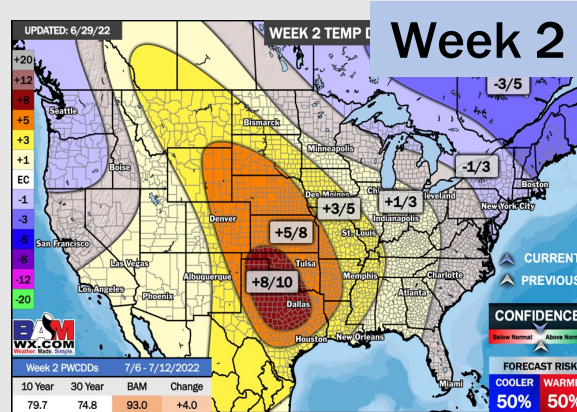 UPDATED: 6/29/22
WEEK 2 TEMP D
Week 2
+20
+12
+8
+5
+3
+1
EC
-1
-3
-5
-8
-12
-20
-3/5
Seattle
Bismarck
Minneapolis
Boise
-1/3
Boston
Des Moines
Ch
eveland
New York City
+3/5
+1/3
Indianapolis
Denver
+5/8
St. Louis
San Francisco
Las Vegas
Tulsa
Albuquerque
Memphis
Charlotte
Los Angeles
Phoenix
+8/10
Atlanta
Dallas
Houston
New Orleans
Miami
CURRENT
PREVIOUS
CONFIDENCE
Below Normal
Above Norm
FORECAST RISK
COOLER
WARME
50%
50%
BAM
WX.COM
Weather. Made. Simple.
Week 2 PWCDDs
7/6 - 7/12/2022
10 Year
30 Year
BAM
Change
79.7
74.8
93.0
+4.0